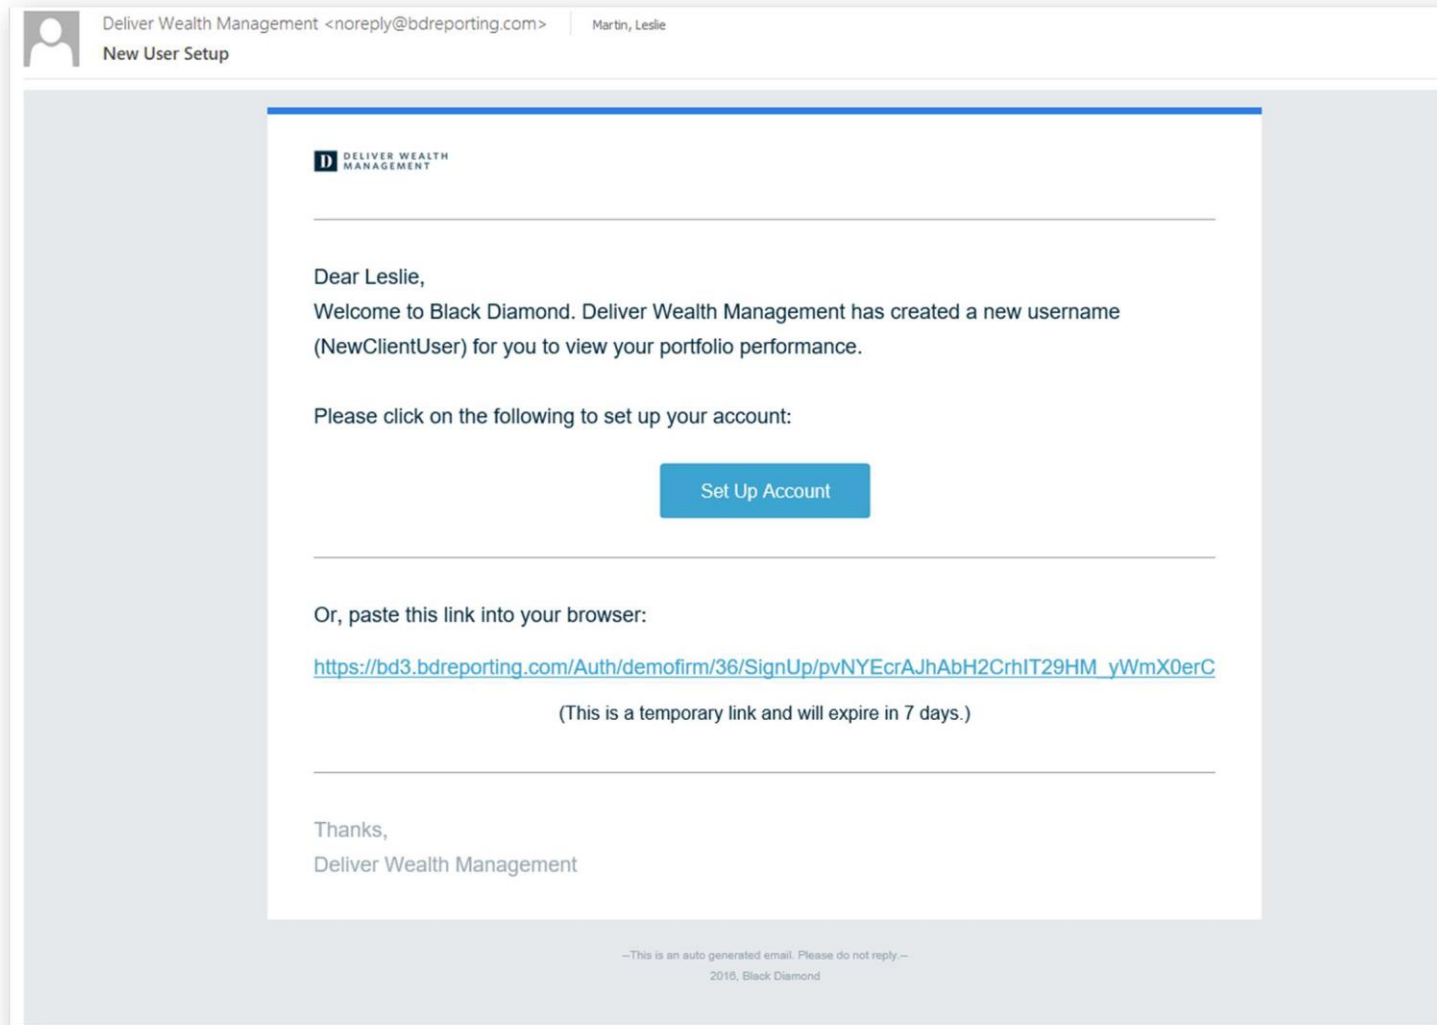 Deliver Wealth Management <noreply@bdreporting.com> Martin, Leslie
New User Setup
D DELIVER WEALTH
MANAGEMENT
Dear Leslie,
Welcome to Black Diamond. Deliver Wealth Management has created a new username
(NewClientUser) for you to view your portfolio performance.
Please click on the following to set up your account:
Set Up Account
Or, paste this link into your browser:
https://bd3.bdreporting.com/Auth/demofirm/36/SignUp/pvNYEcrAJhAbH2CrhIT29HM_yWmX0erC
(This is a temporary link and will expire in 7 days.)
Thanks,
Deliver Wealth Management
--This is an auto generated email. Please do not reply.--
2016, Black Diamond